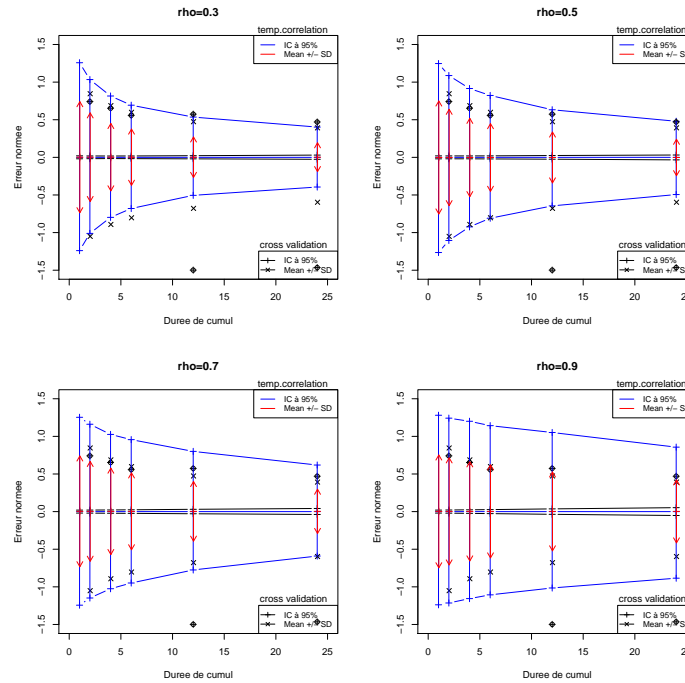 rho=0.3
temp.correlation
IC à 95%
Mean +/− SD
Erreur normee
1.5
1.0
0.5
0.0
−0.5
−1.0
−1.5
cross validation
IC à 95%
Mean +/− SD
0 5 10 15 20 25
Duree de cumul
rho=0.5
temp.correlation
IC à 95%
Mean +/− SD
Erreur normee
1.5
1.0
0.5
0.0
−0.5
−1.0
−1.5
cross validation
IC à 95%
Mean +/− SD
0 5 10 15 20 25
Duree de cumul
rho=0.7
temp.correlation
IC à 95%
Mean +/− SD
Erreur normee
1.5
1.0
0.5
0.0
−0.5
−1.0
−1.5
cross validation
IC à 95%
Mean +/− SD
0 5 10 15 20 25
Duree de cumul
rho=0.9
temp.correlation
IC à 95%
Mean +/− SD
Erreur normee
1.5
1.0
0.5
0.0
−0.5
−1.0
−1.5
cross validation
IC à 95%
Mean +/− SD
0 5 10 15 20 25
Duree de cumul